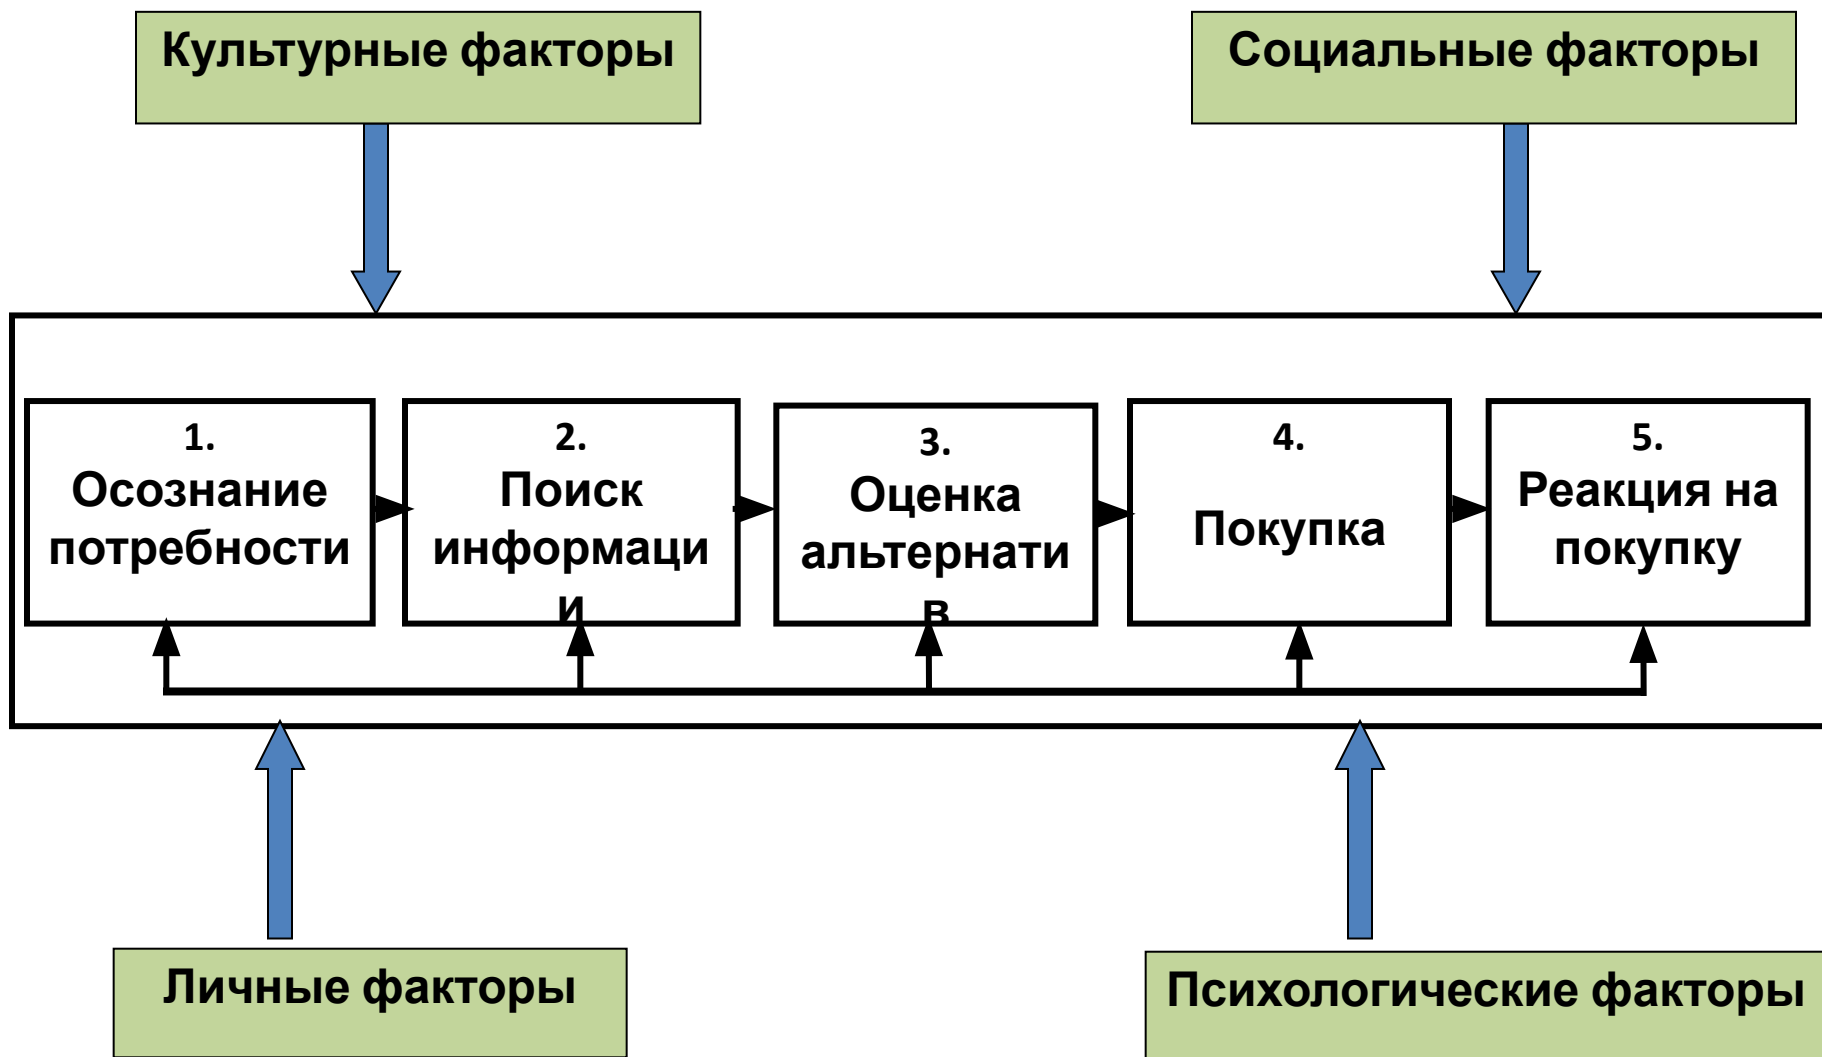 Культурные факторы
Социальные факторы
1.
Осознание
потребности
2.
Поиск
информаци
и
3.
Оценка
альтернати
в
4.
Покупка
5.
Реакция на
покупку
Личные факторы
Психологические факторы